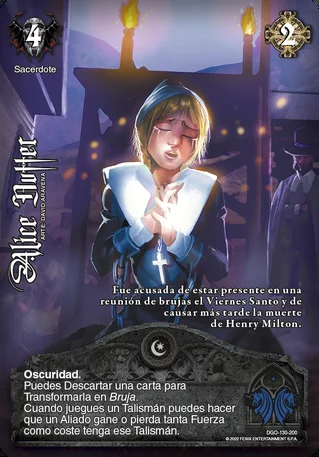 4
2
Sacerdote
Alice Nutter
ARTE: DAVID ARAVENA
Fue acusada de estar presente en una
reunión de brujas el Viernes Santo y de
causar más tarde la muerte
de Henry Milton.
Oscuridad.
Puedes Descartar una carta para
Transformarla en Bruja.
Cuando juegues un Talismán puedes hacer
que un Aliado gane o pierda tanta Fuerza
como coste tenga ese Talismán.
DGO-130-200
© 2022 FENIX ENTERTAINMENT S.P.A.